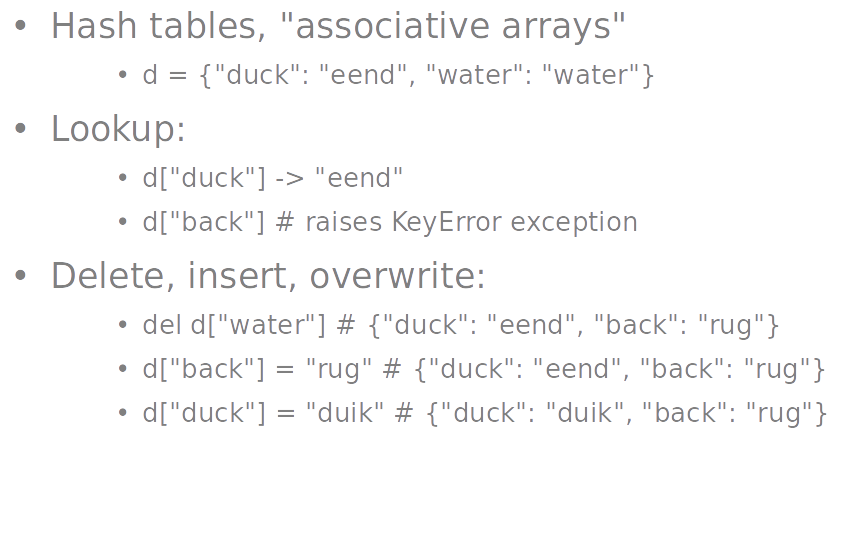 • Hash tables, "associative arrays"
• d = {"duck": "eend", "water": "water"}
• Lookup:
• d["duck"] -> "eend"
• d["back"] # raises KeyError exception
• Delete, insert, overwrite:
• del d["water"] # {"duck": "eend", "back": "rug"}
• d["back"] = "rug" # {"duck": "eend", "back": "rug"}
• d["duck"] = "duik" # {"duck": "duik", "back": "rug"}